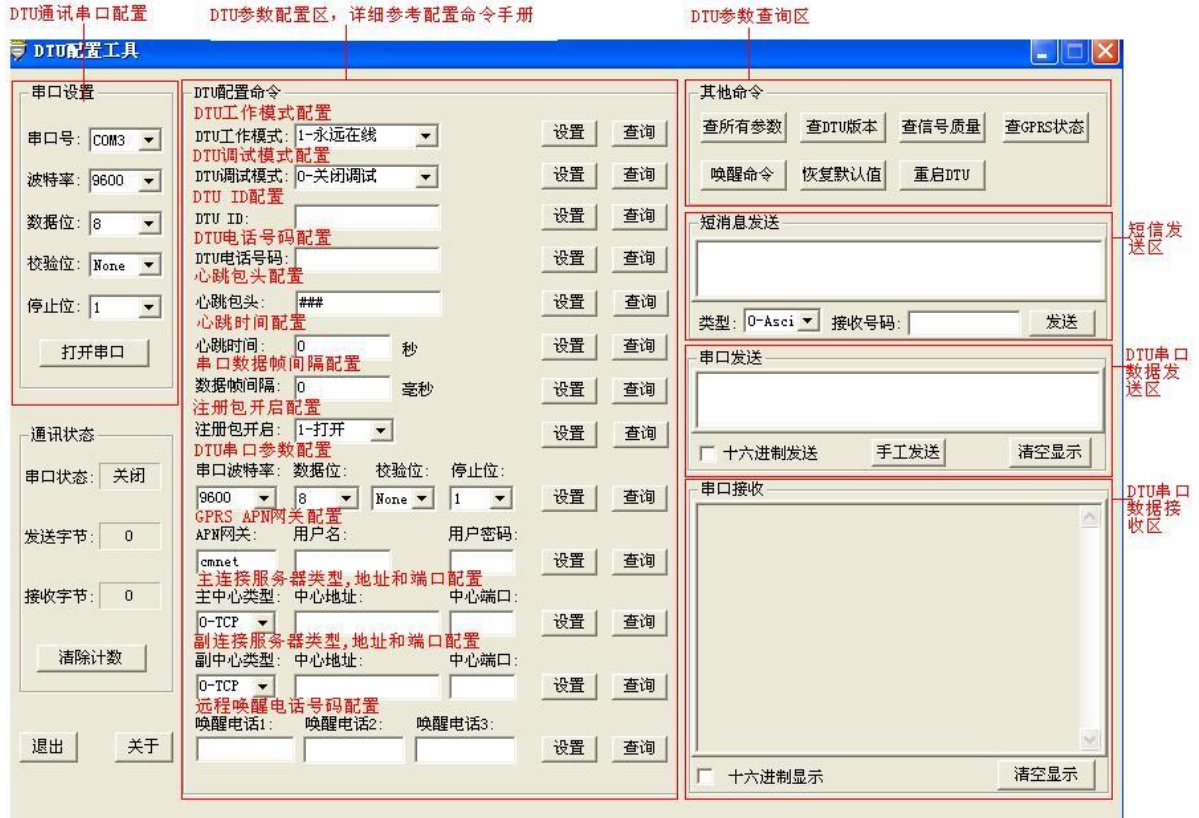 DTU通讯串口配置
DTU参数配置区，详细参考配置命令手册
DTU参数查询区
DTU配置工具
串口设置
串口号: COM3
波特率: 9600
数据位: 8
校验位: None
停止位: 1
打开串口
通讯状态
串口状态: 关闭
发送字节: 0
接收字节: 0
清除计数
退出 关于
DTU配置命令
DTU工作模式配置
DTU工作模式: 1-永远在线 设置 查询
DTU调试模式配置
DTU调试模式: 0-关闭调试 设置 查询
DTU ID配置
DTU ID: 设置 查询
DTU电话号码配置
DTU电话号码: 设置 查询
心跳包头配置
心跳包头: ### 设置 查询
心跳时间配置
心跳时间: 0 秒 设置 查询
串口数据帧间隔配置
数据帧间隔: 0 毫秒 设置 查询
注册包开启配置
注册包开启: 1-打开 设置 查询
DTU串口参数配置
串口波特率: 数据位: 校验位: 停止位:
9600 8 None 1 设置 查询
GPRS APN网关配置
APN网关: 用户名: 用户密码:
cmnet 设置 查询
主连接服务器类型,地址和端口配置
主中心类型: 中心地址: 中心端口:
0-TCP 设置 查询
副连接服务器类型,地址和端口配置
副中心类型: 中心地址: 中心端口:
0-TCP 设置 查询
远程唤醒电话号码配置
唤醒电话1: 唤醒电话2: 唤醒电话3:
设置 查询
其他命令
查所有参数 查DTU版本 查信号质量 查GPRS状态
唤醒命令 恢复默认值 重启DTU
短消息发送
类型: 0-Asci 接收号码: 发送
短信发
送区
串口发送
十六进制发送 手工发送 清空显示
DTU串口
数据发
送区
串口接收
十六进制显示 清空显示
DTU串口
数据接
收区